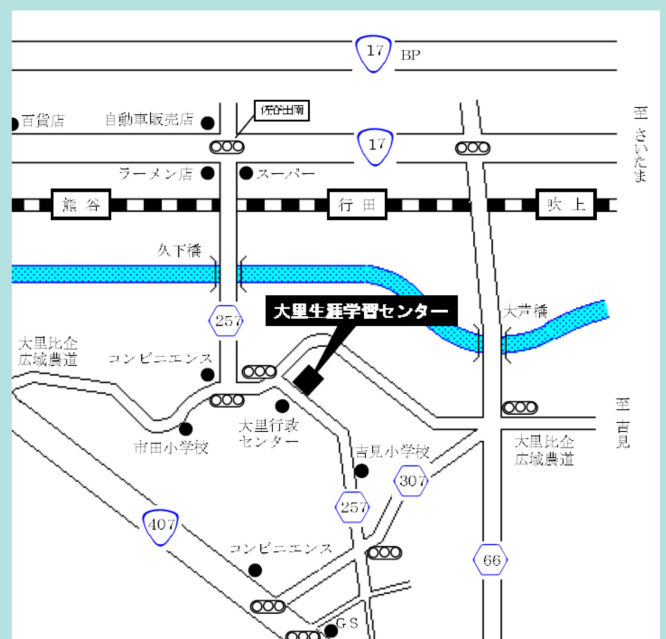 17
BP
佐谷田南
百貨店
自動車販売店
17
至 さいたま
ラーメン店
スーパー
熊谷
行田
吹上
久下橋
大里生涯学習センター
大芦橋
257
大里比企
広域農道
コンビニエンス
市田小学校
大里行政
センター
至 吉見
大里比企
広域農道
吉見小学校
307
257
407
コンビニエンス
66
GS